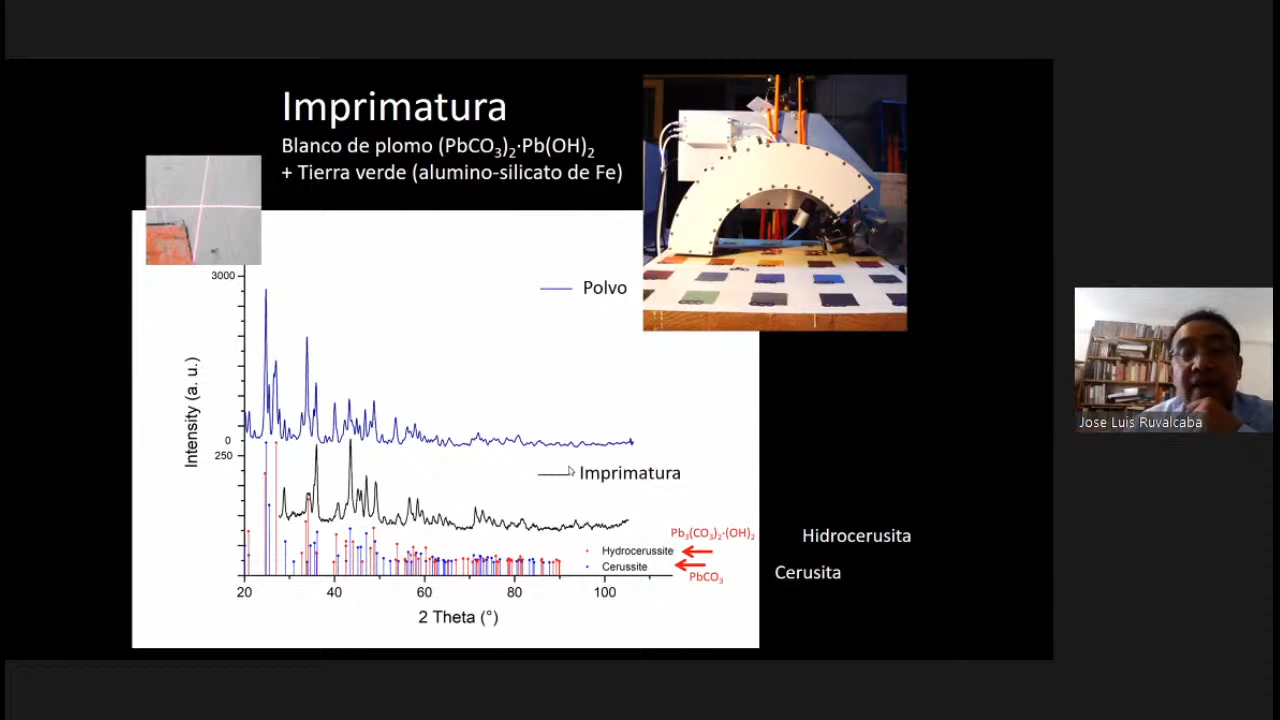 Imprimatura
Blanco de plomo (PbCO₃)₂·Pb(OH)₂
+ Tierra verde (alumino-silicato de Fe)
3000
Polvo
Intensity (a. u.)
0
250
Imprimatura
Pb₃(CO₃)₂·(OH)₂
Hydrocerussite
Hidrocerusita
Cerussite
PbCO₃
Cerusita
20 40 60 80 100
2 Theta (°)
Jose Luis Ruvalcaba